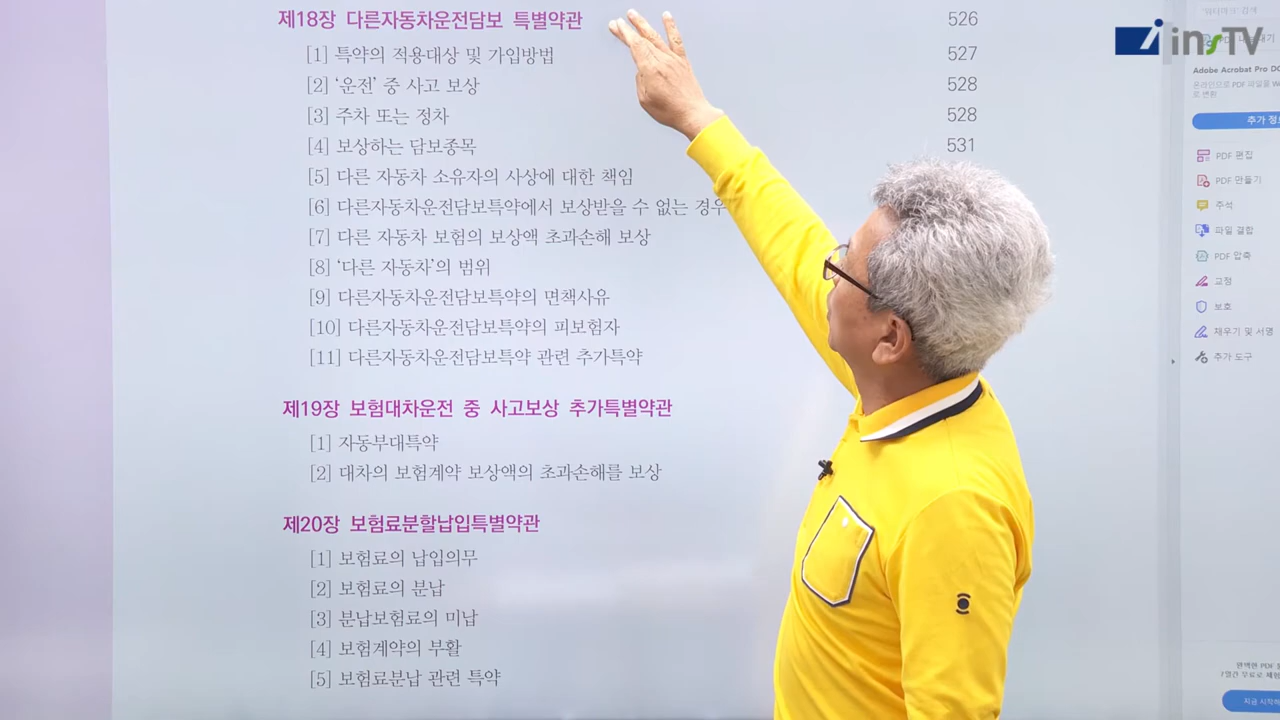 제18장 다른자동차운전담보 특별약관 526
[1] 특약의 적용대상 및 가입방법 527
[2] ‘운전’ 중 사고 보상 528
[3] 주차 또는 정차 528
[4] 보상하는 담보종목 531
[5] 다른 자동차 소유자의 사상에 대한 책임
[6] 다른자동차운전담보특약에서 보상받을 수 없는 경우
[7] 다른 자동차 보험의 보상액 초과손해 보상
[8] ‘다른 자동차’의 범위
[9] 다른자동차운전담보특약의 면책사유
[10] 다른자동차운전담보특약의 피보험자
[11] 다른자동차운전담보특약 관련 추가특약
제19장 보험대차운전 중 사고보상 추가특별약관
[1] 자동부대특약
[2] 대차의 보험계약 보상액의 초과손해를 보상
제20장 보험료분할납입특별약관
[1] 보험료의 납입의무
[2] 보험료의 분납
[3] 분납보험료의 미납
[4] 보험계약의 부활
[5] 보험료분납 관련 특약
insTV
Adobe Acrobat Pro DC
추가 정보
PDF 편집
PDF 만들기
주석
파일 결합
PDF 압축
교정
보호
채우기 및 서명
추가 도구
지금 시작